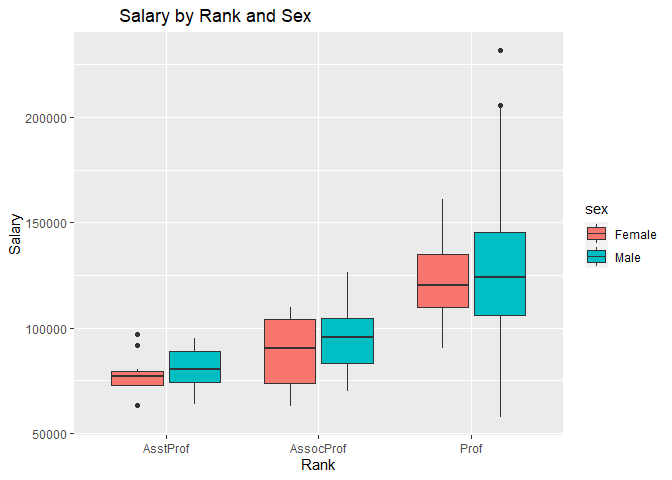 Salary by Rank and Sex
200000
150000
100000
50000
Salary
AsstProf
AssocProf
Prof
Rank
sex
Female
Male